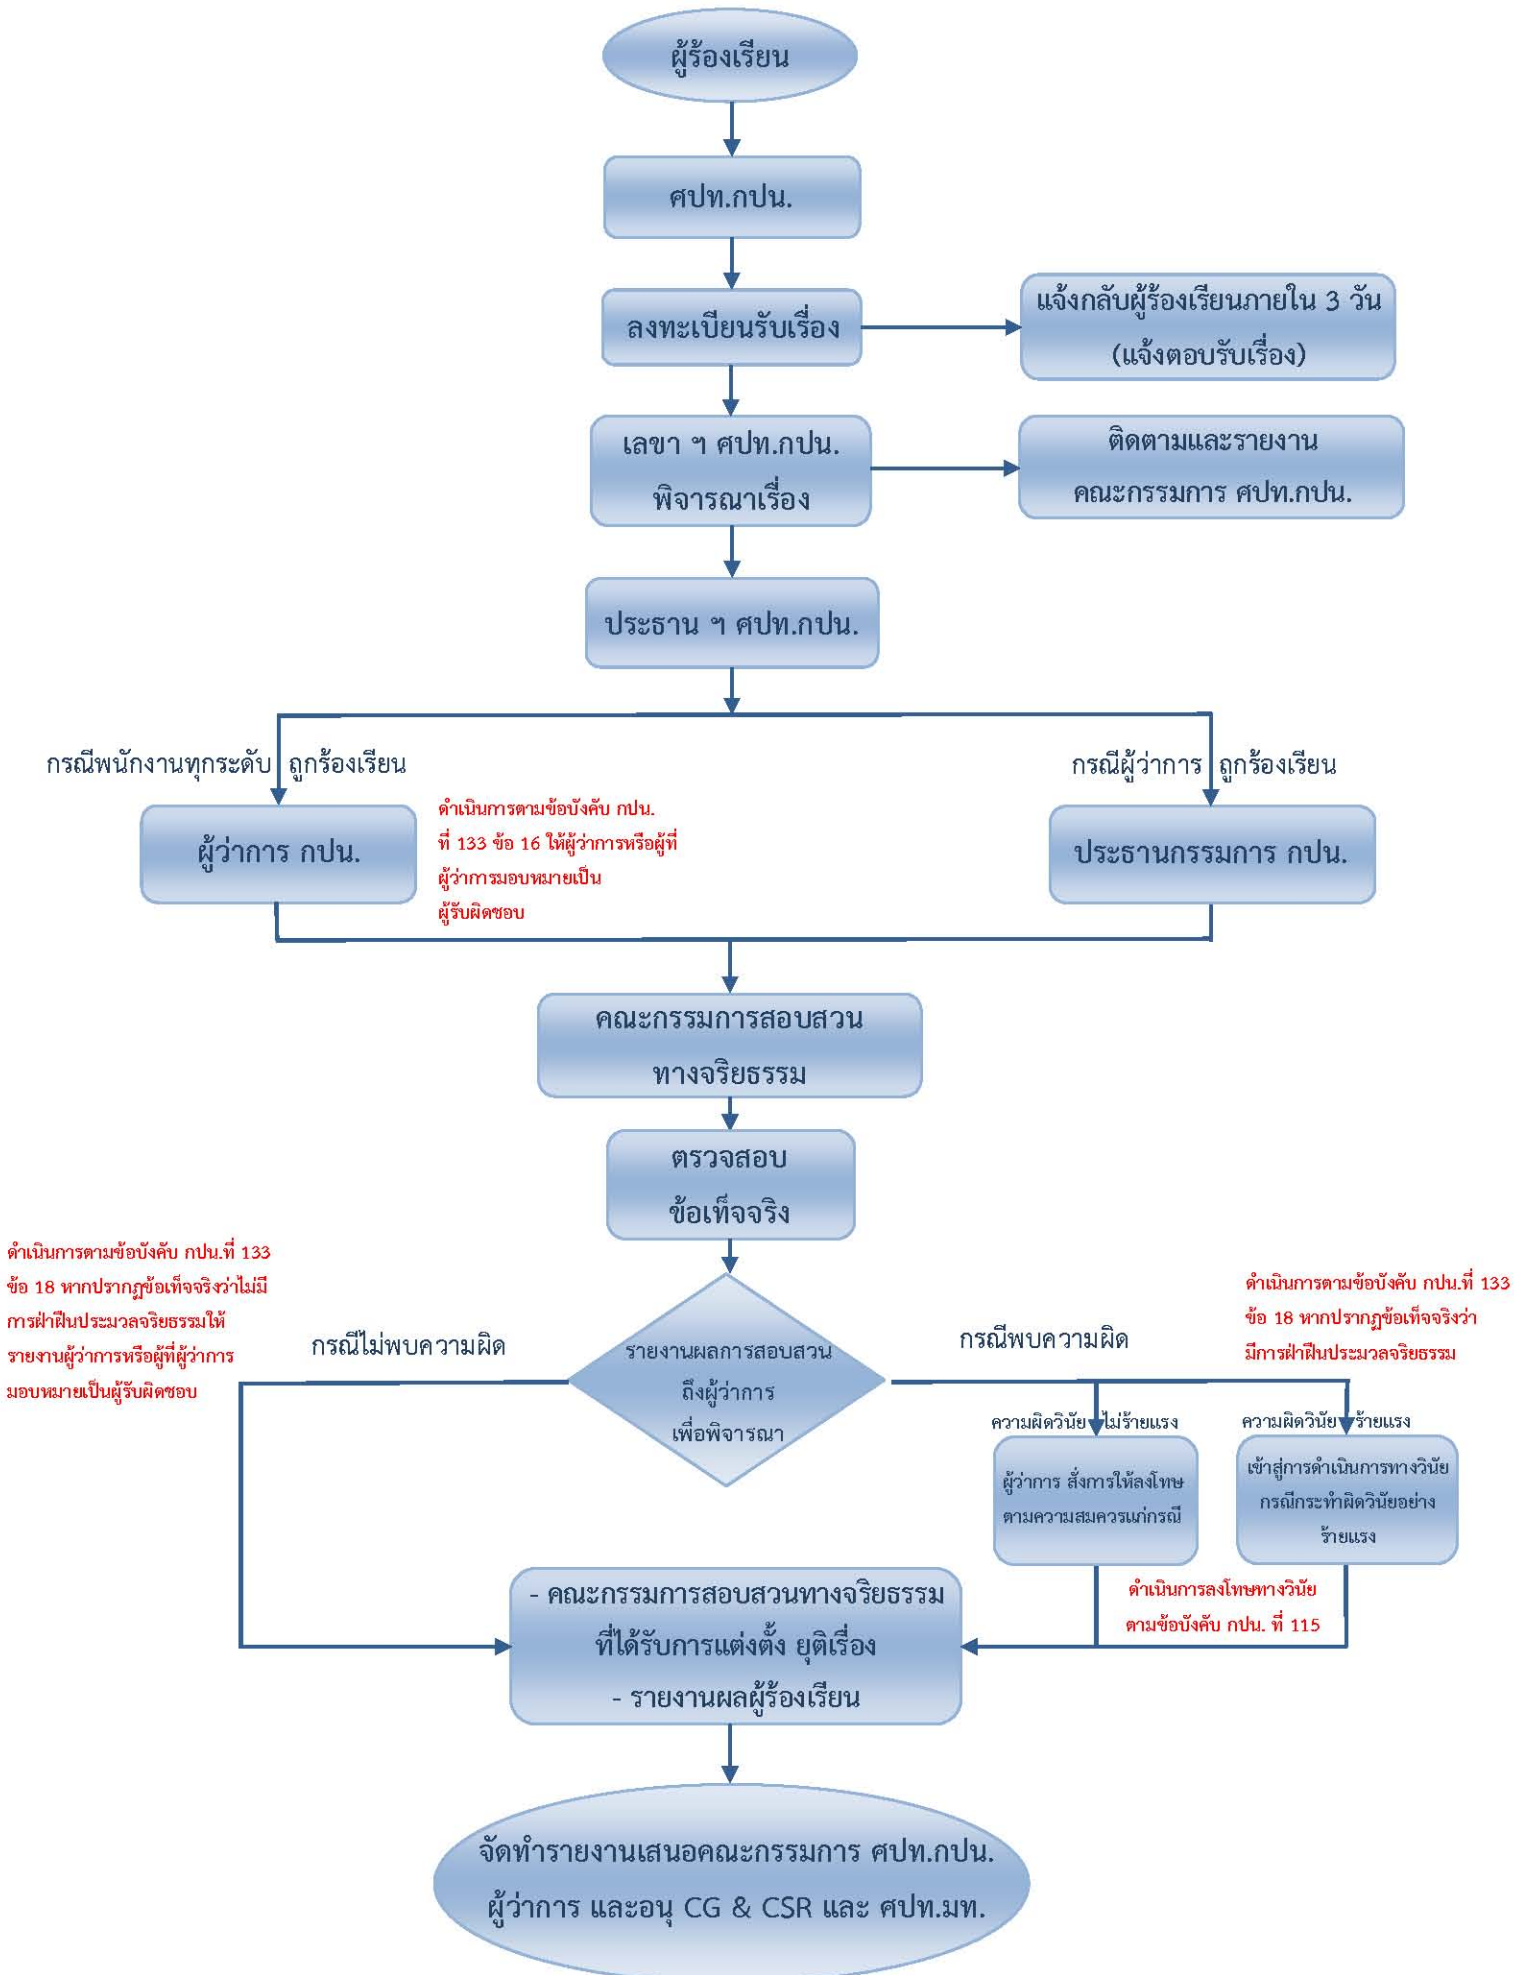 ผู้ร้องเรียน
ศปท.กปน.
ลงทะเบียนรับเรื่อง
แจ้งกลับผู้ร้องเรียนภายใน 3 วัน
(แจ้งตอบรับเรื่อง)
เลขา ฯ ศปท.กปน.
พิจารณาเรื่อง
ติดตามและรายงาน
คณะกรรมการ ศปท.กปน.
ประธาน ฯ ศปท.กปน.
กรณีพนักงานทุกระดับ ถูกร้องเรียน
กรณีผู้ว่าการ ถูกร้องเรียน
ผู้ว่าการ กปน.
ดำเนินการตามข้อบังคับ กปน.
ที่ 133 ข้อ 16 ให้ผู้ว่าการหรือผู้ที่
ผู้ว่าการมอบหมายเป็น
ผู้รับผิดชอบ
ประธานกรรมการ กปน.
คณะกรรมการสอบสวน
ทางจริยธรรม
ตรวจสอบ
ข้อเท็จจริง
ดำเนินการตามข้อบังคับ กปน.ที่ 133
ข้อ 18 หากปรากฏข้อเท็จจริงว่าไม่มี
การฝ่าฝืนประมวลจริยธรรมให้
รายงานผู้ว่าการหรือผู้ที่ผู้ว่าการ
มอบหมายเป็นผู้รับผิดชอบ
กรณีไม่พบความผิด
รายงานผลการสอบสวน
ถึงผู้ว่าการ
เพื่อพิจารณา
กรณีพบความผิด
ดำเนินการตามข้อบังคับ กปน.ที่ 133
ข้อ 18 หากปรากฏข้อเท็จจริงว่า
มีการฝ่าฝืนประมวลจริยธรรม
ความผิดวินัย ไม่ร้ายแรง
ความผิดวินัย ร้ายแรง
ผู้ว่าการ สั่งการให้ลงโทษ
ตามความสมควรแก่กรณี
เข้าสู่การดำเนินการทางวินัย
กรณีกระทำผิดวินัยอย่าง
ร้ายแรง
ดำเนินการลงโทษทางวินัย
ตามข้อบังคับ กปน. ที่ 115
- คณะกรรมการสอบสวนทางจริยธรรม
ที่ได้รับการแต่งตั้ง ยุติเรื่อง
- รายงานผลผู้ร้องเรียน
จัดทำรายงานเสนอคณะกรรมการ ศปท.กปน.
ผู้ว่าการ และอนุ CG & CSR และ ศปท.มท.